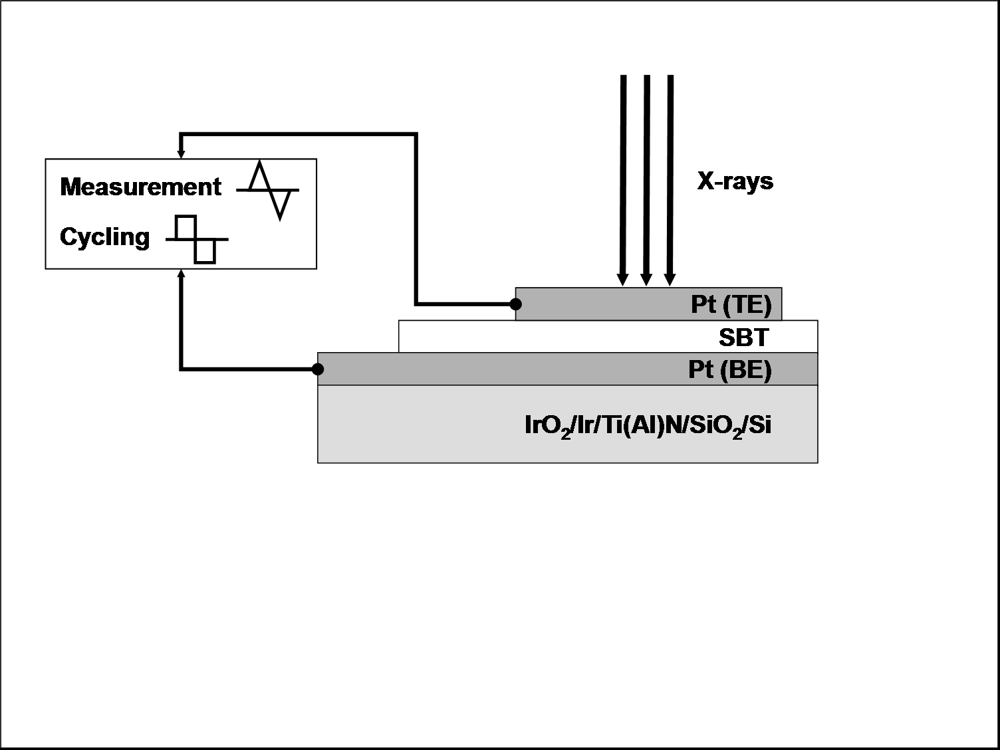 X-rays
Measurement
Cycling
Pt (TE)
SBT
Pt (BE)
IrO₂/Ir/Ti(Al)N/SiO₂/Si